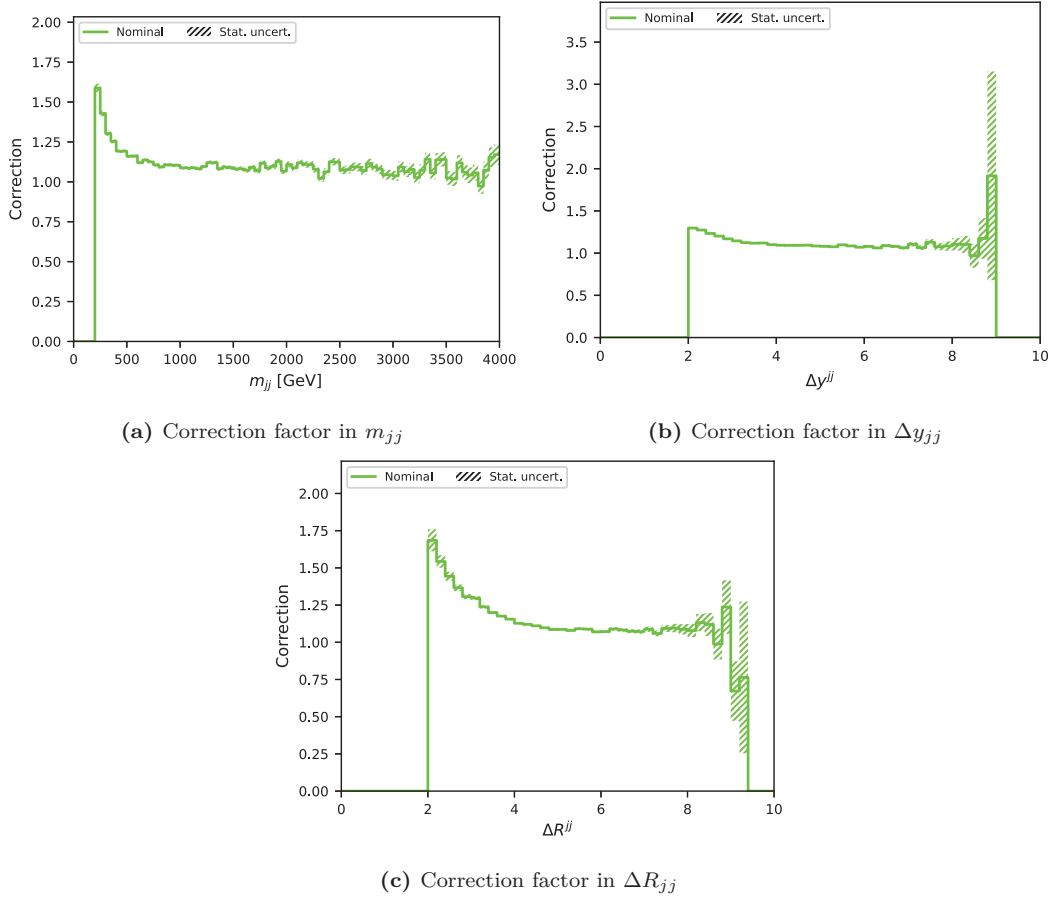 Nominal Stat. uncert.
2.00
1.75
1.50
1.25
1.00
0.75
0.50
0.25
0.00
Correction
0 500 1000 1500 2000 2500 3000 3500 4000
m_jj [GeV]
(a) Correction factor in m_jj
Nominal Stat. uncert.
3.5
3.0
2.5
2.0
1.5
1.0
0.5
0.0
Correction
0 2 4 6 8 10
Δy^jj
(b) Correction factor in Δy_jj
Nominal Stat. uncert.
2.00
1.75
1.50
1.25
1.00
0.75
0.50
0.25
0.00
Correction
0 2 4 6 8 10
ΔR^jj
(c) Correction factor in ΔR_jj